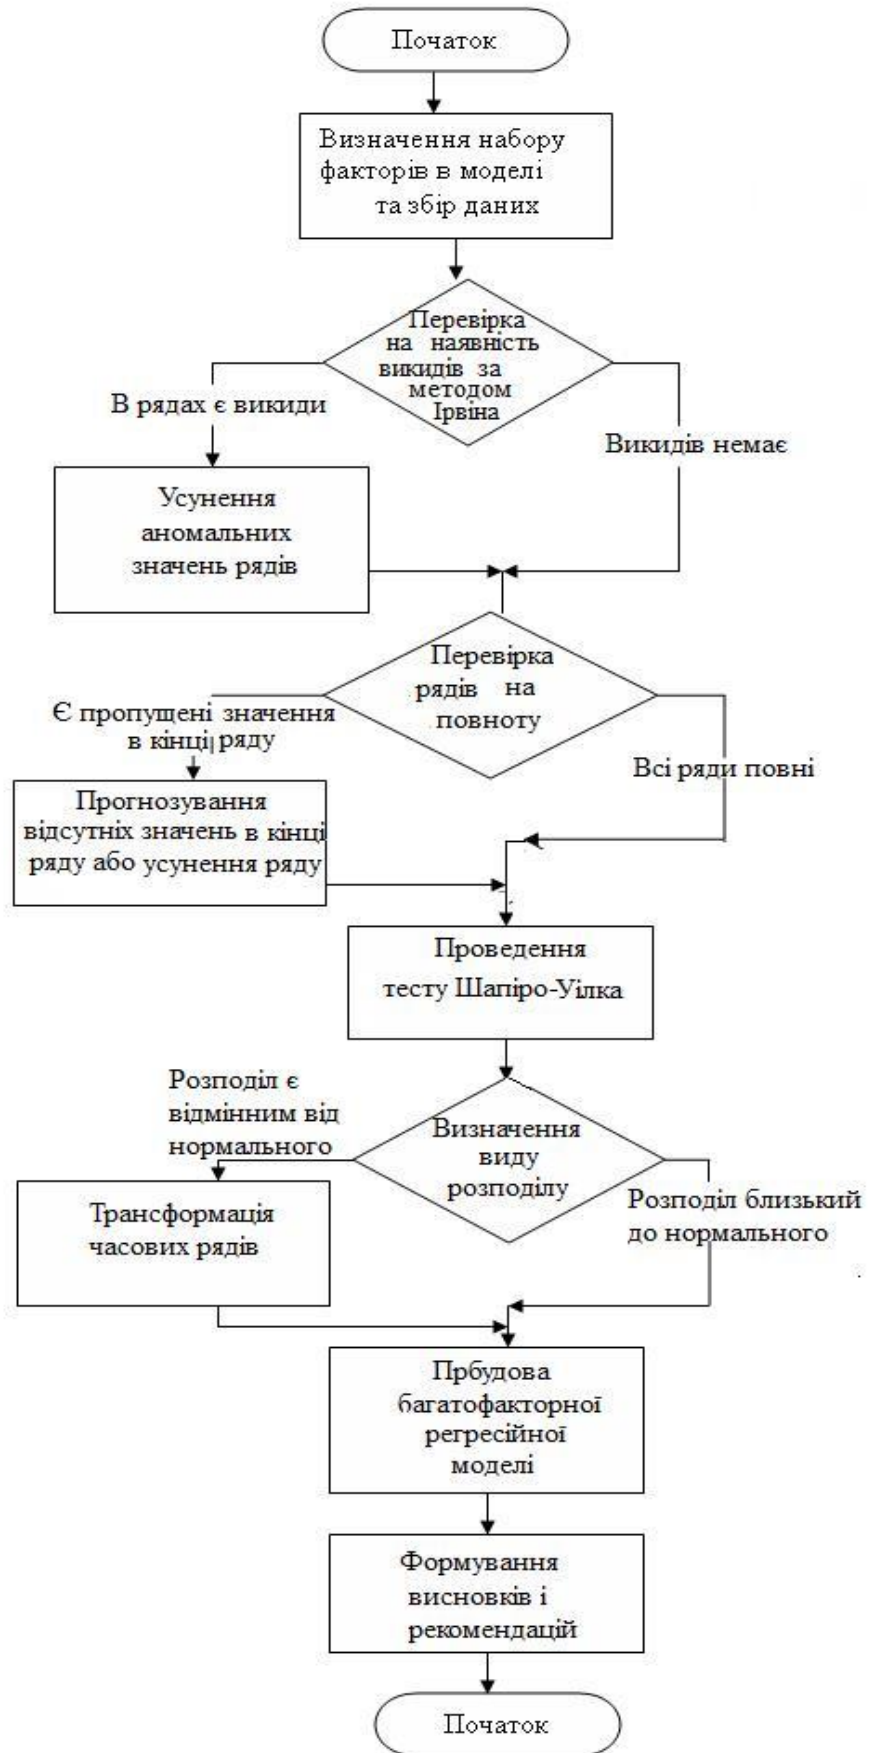 Початок
Визначення набору
факторів в моделі
та збір даних
Перевірка
на наявність
викидів за
методом
Ірвіна
В рядах є викиди
Викидів немає
Усунення
аномальних
значень рядів
Перевірка
рядів на
повноту
Є пропущені значення
в кінці ряду
Всі ряди повні
Прогнозування
відсутніх значень в кінці
ряду або усунення ряду
Проведення
тесту Шапіро-Уілка
Розподіл є
відмінним від
нормального
Визначення
виду
розподілу
Розподіл близький
до нормального
Трансформація
часових рядів
Прбудова
багатофакторної
регресійної
моделі
Формування
висновків і
рекомендацій
Початок